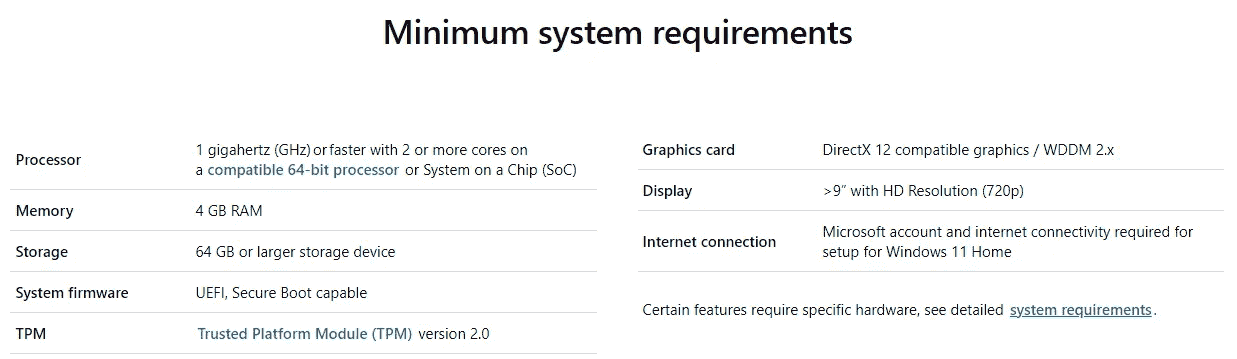 Minimum system requirements
Processor
1 gigahertz (GHz) or faster with 2 or more cores on
a compatible 64-bit processor or System on a Chip (SoC)
Memory
4 GB RAM
Storage
64 GB or larger storage device
System firmware
UEFI, Secure Boot capable
TPM
Trusted Platform Module (TPM) version 2.0
Graphics card
DirectX 12 compatible graphics / WDDM 2.x
Display
>9” with HD Resolution (720p)
Internet connection
Microsoft account and internet connectivity required for
setup for Windows 11 Home
Certain features require specific hardware, see detailed system requirements.